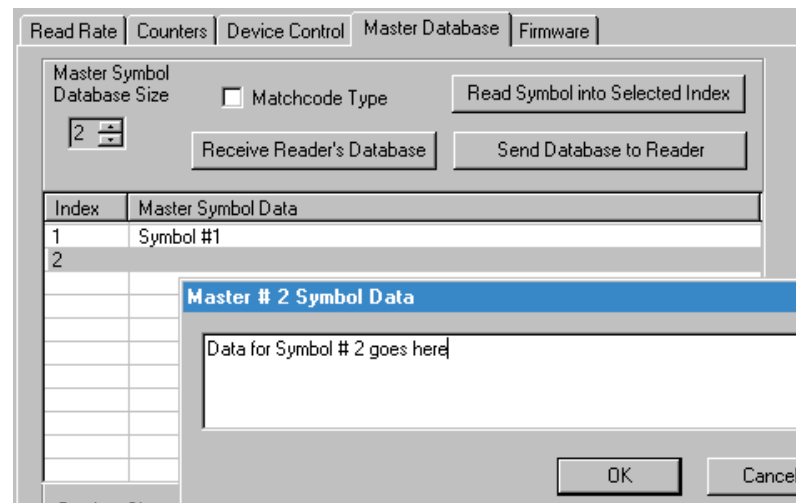 Read Rate Counters Device Control Master Database Firmware
Master Symbol
Database Size
Matchcode Type
Read Symbol into Selected Index
2
Receive Reader's Database
Send Database to Reader
Index Master Symbol Data
1 Symbol #1
2
Master # 2 Symbol Data
Data for Symbol # 2 goes here
OK Cancel